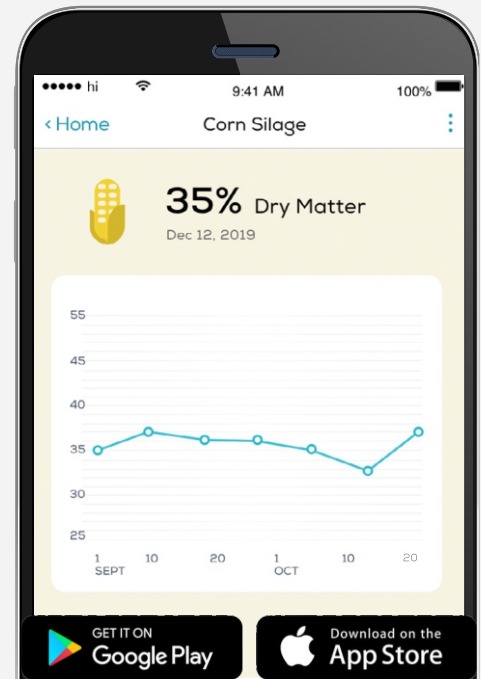 hi
9:41 AM
100%
< Home
Corn Silage
35% Dry Matter
Dec 12, 2019
55
45
40
35
30
25
1 10 20 1 10 20
SEPT OCT
GET IT ON
Google Play
Download on the
App Store